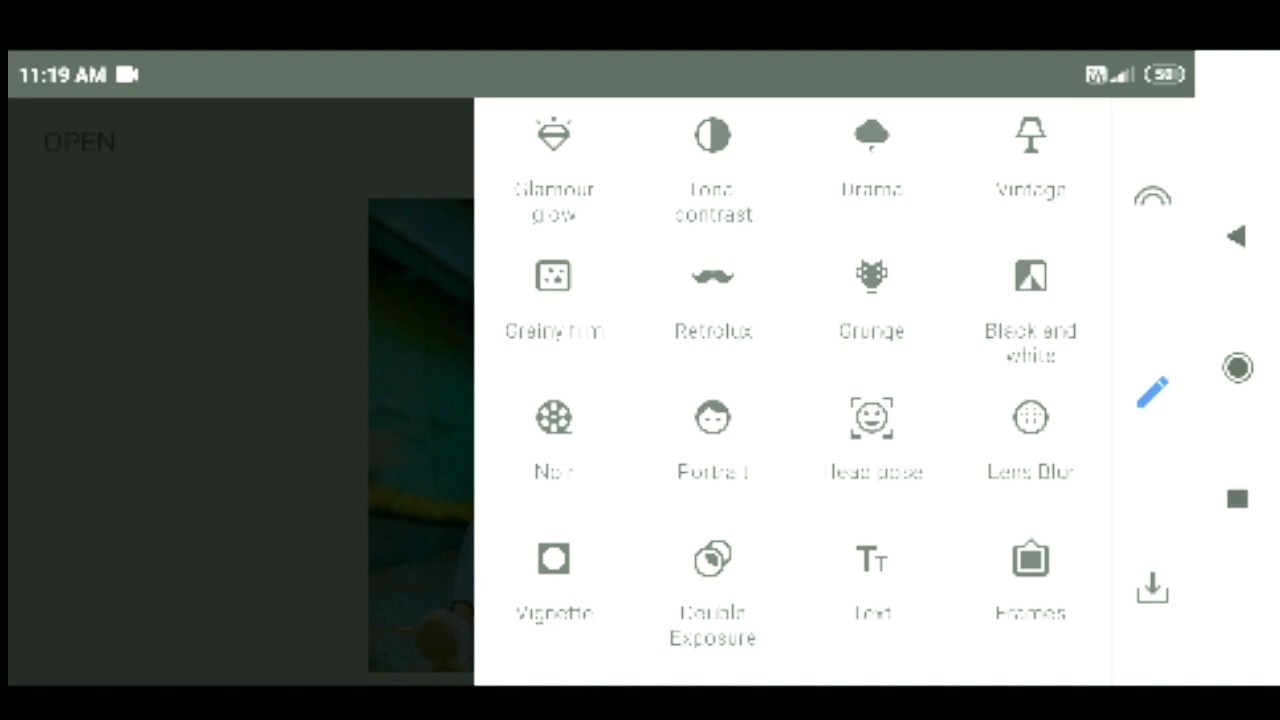 11:19 AM
50
OPEN
Glamour glow
Tonal contrast
Drama
Vintage
Grainy film
Retrolux
Grunge
Black and white
Noir
Portrait
Head pose
Lens Blur
Vignette
Double Exposure
Text
Frames